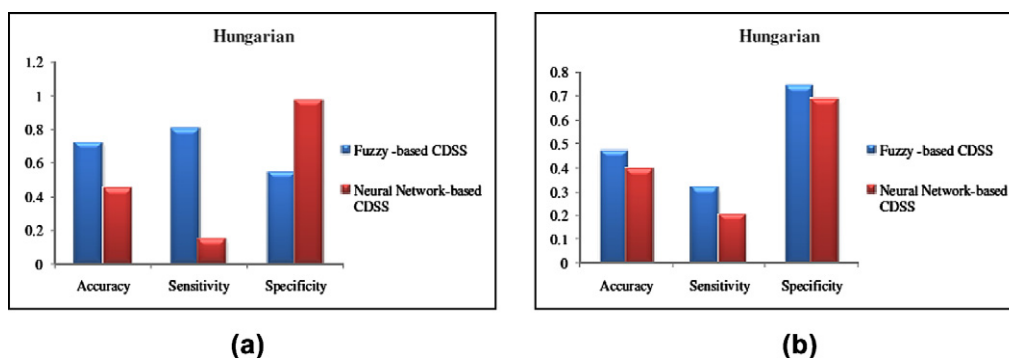 Hungarian
1.2
1
0.8
0.6
0.4
0.2
0
Accuracy Sensitivity Specificity
Fuzzy -based CDSS
Neural Network-based
CDSS
(a)
Hungarian
0.8
0.7
0.6
0.5
0.4
0.3
0.2
0.1
0
Accuracy Sensitivity Specificity
Fuzzy-based CDSS
Neural Network-based
CDSS
(b)